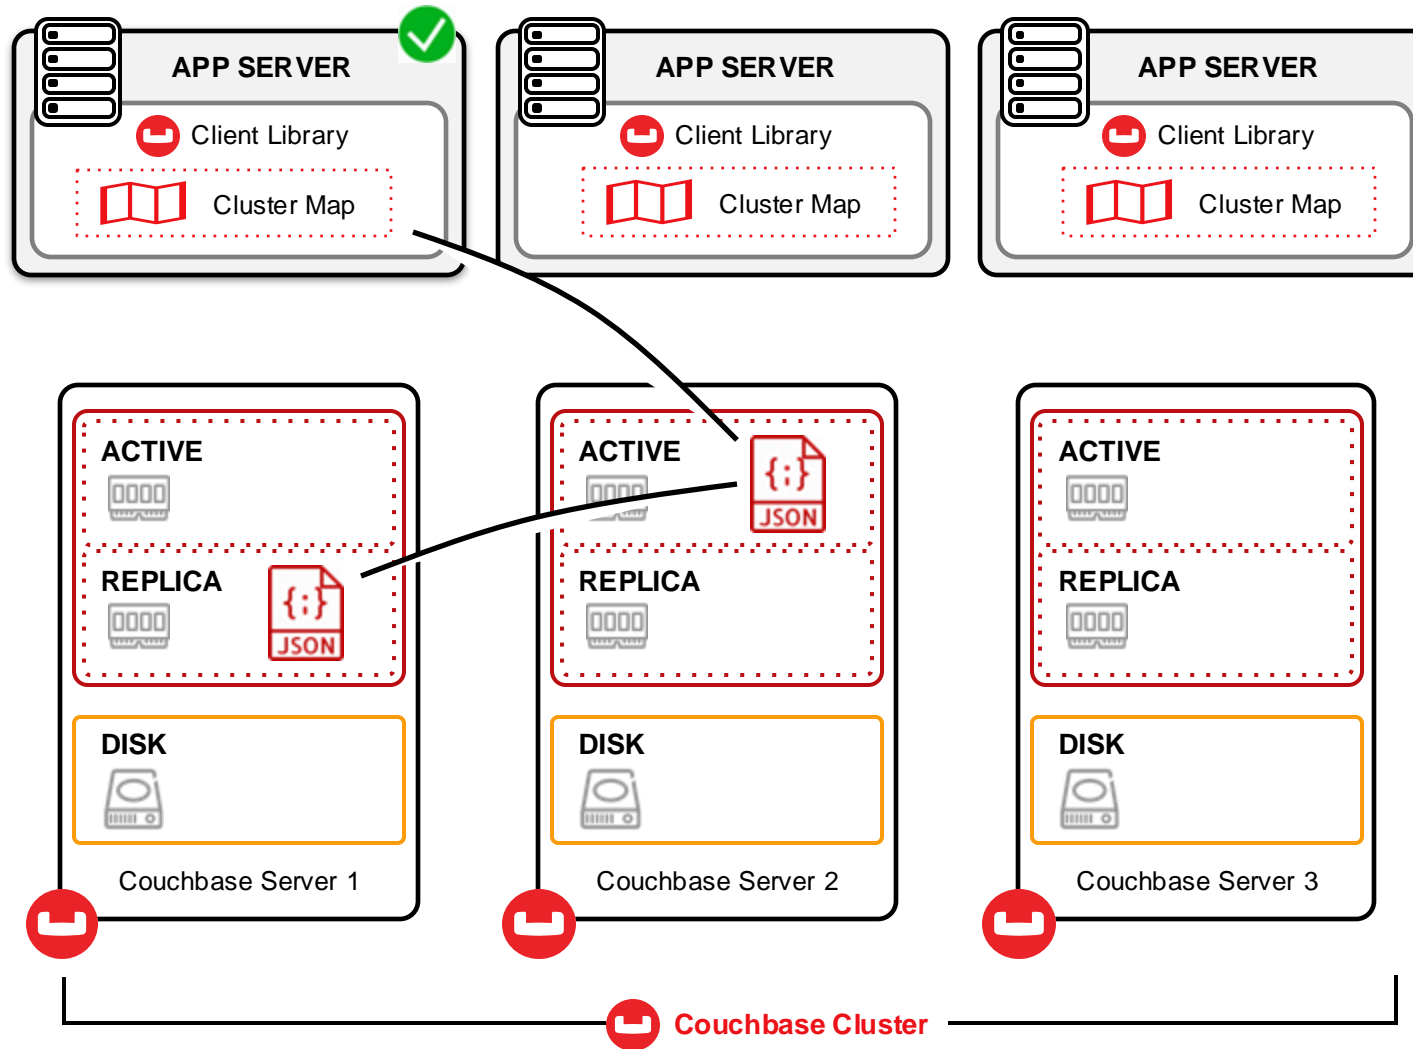 APP SERVER
Client Library
Cluster Map
APP SERVER
Client Library
Cluster Map
APP SERVER
Client Library
Cluster Map
ACTIVE
REPLICA
{;}
JSON
DISK
Couchbase Server 1
ACTIVE
{;}
JSON
REPLICA
DISK
Couchbase Server 2
ACTIVE
REPLICA
DISK
Couchbase Server 3
Couchbase Cluster